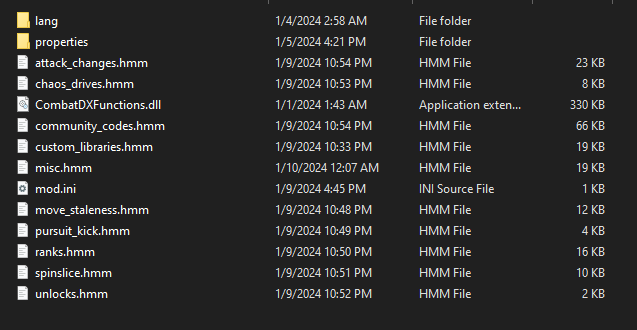 lang 1/4/2024 2:58 AM File folder
properties 1/5/2024 4:21 PM File folder
attack_changes.hmm 1/9/2024 10:54 PM HMM File 23 KB
chaos_drives.hmm 1/9/2024 10:53 PM HMM File 8 KB
CombatDXFunctions.dll 1/1/2024 1:43 AM Application exten... 330 KB
community_codes.hmm 1/9/2024 10:54 PM HMM File 66 KB
custom_libraries.hmm 1/9/2024 10:33 PM HMM File 19 KB
misc.hmm 1/10/2024 12:07 AM HMM File 19 KB
mod.ini 1/9/2024 4:45 PM INI Source File 1 KB
move_staleness.hmm 1/9/2024 10:48 PM HMM File 12 KB
pursuit_kick.hmm 1/9/2024 10:49 PM HMM File 4 KB
ranks.hmm 1/9/2024 10:50 PM HMM File 16 KB
spinslice.hmm 1/9/2024 10:51 PM HMM File 10 KB
unlocks.hmm 1/9/2024 10:52 PM HMM File 2 KB